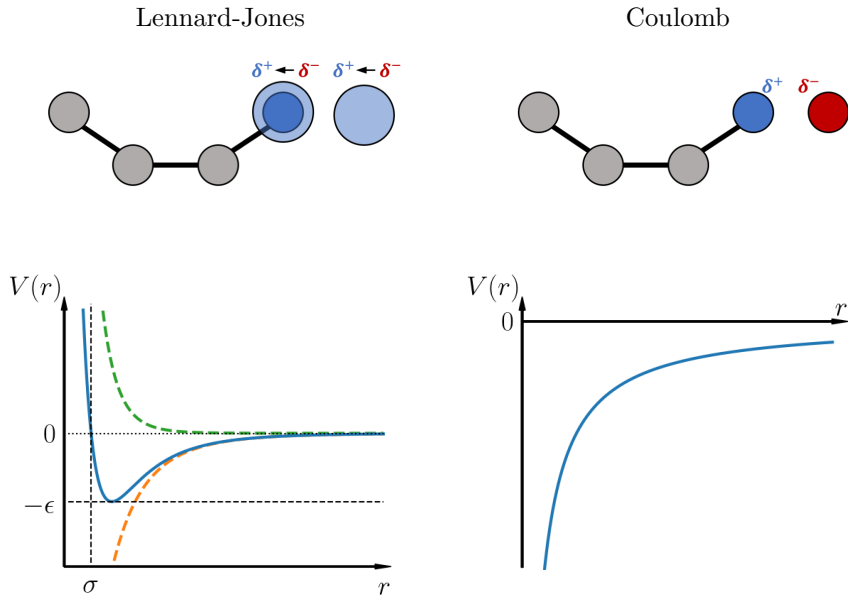 Lennard-Jones
Coulomb
δ⁺ δ⁻ δ⁺ δ⁻
δ⁺ δ⁻
V(r)
0
−ϵ
σ
r
V(r)
0
r